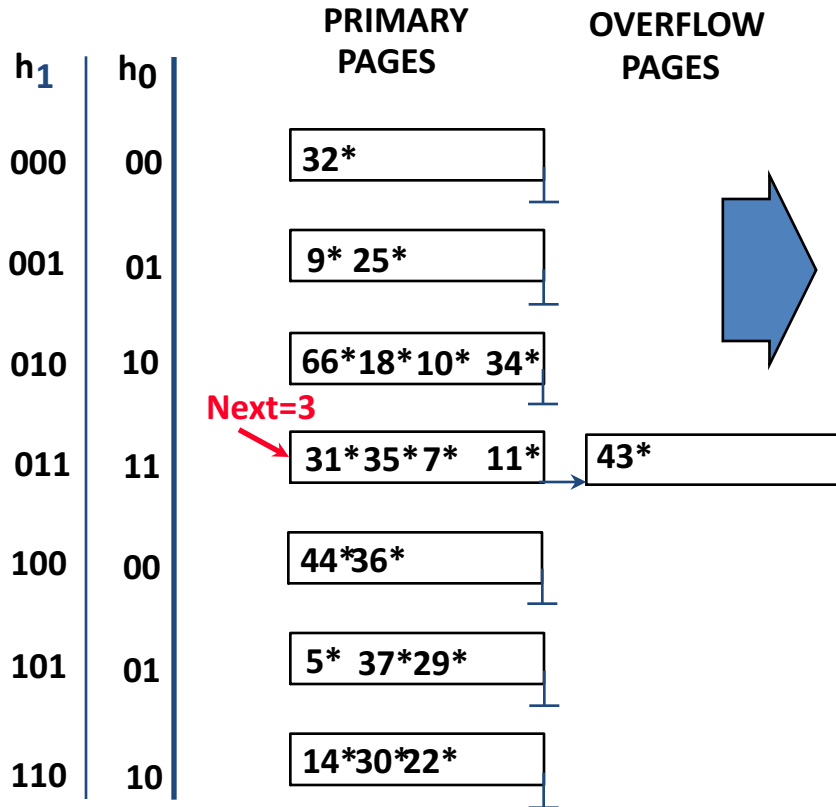 PRIMARY PAGES OVERFLOW PAGES
h1 h0
000 00 32*
001 01 9* 25*
010 10 66* 18* 10* 34*
Next=3
011 11 31* 35* 7* 11* 43*
100 00 44* 36*
101 01 5* 37* 29*
110 10 14* 30* 22*